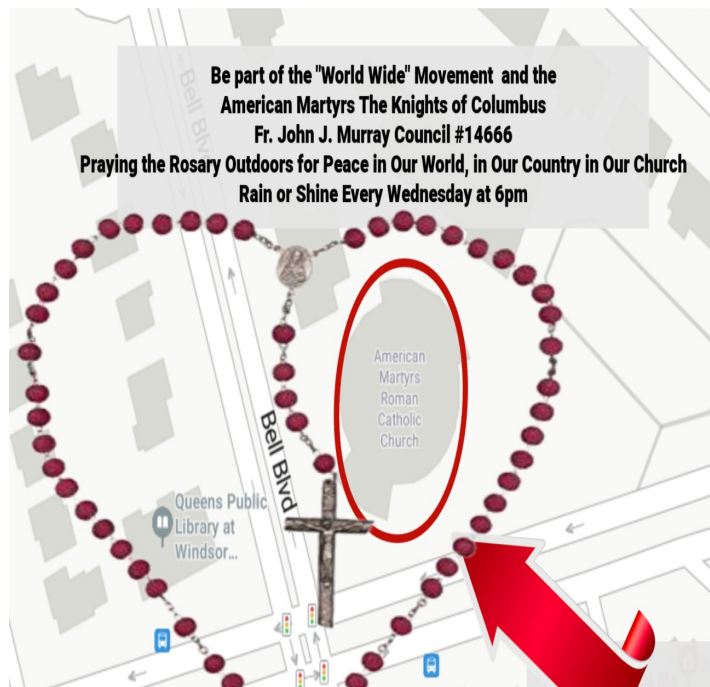 Be part of the "World Wide" Movement and the
American Martyrs The Knights of Columbus
Fr. John J. Murray Council #14666
Praying the Rosary Outdoors for Peace in Our World, in Our Country in Our Church
Rain or Shine Every Wednesday at 6pm
Bell Blvd
American
Martyrs
Roman
Catholic
Church
Bell Blvd
Queens Public
Library at
Windsor...